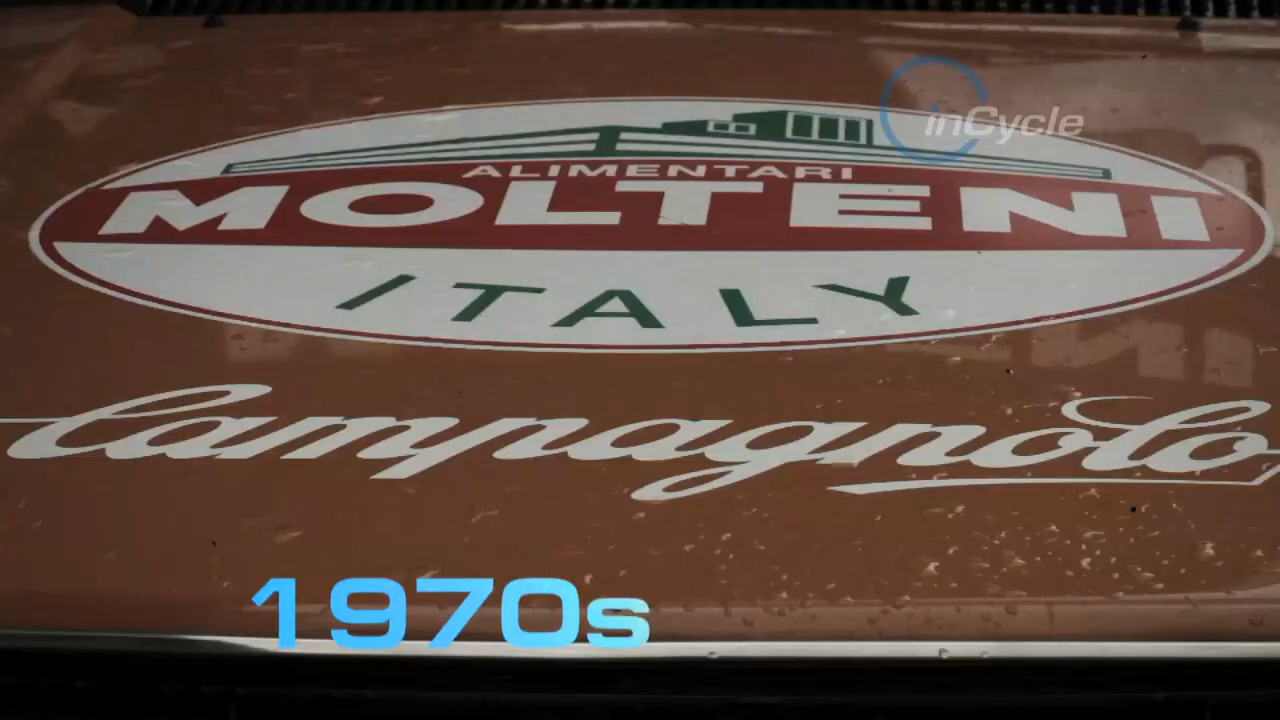 inCycle
ALIMENTARI
MOLTENI
ITALY
Campagnolo
1970s